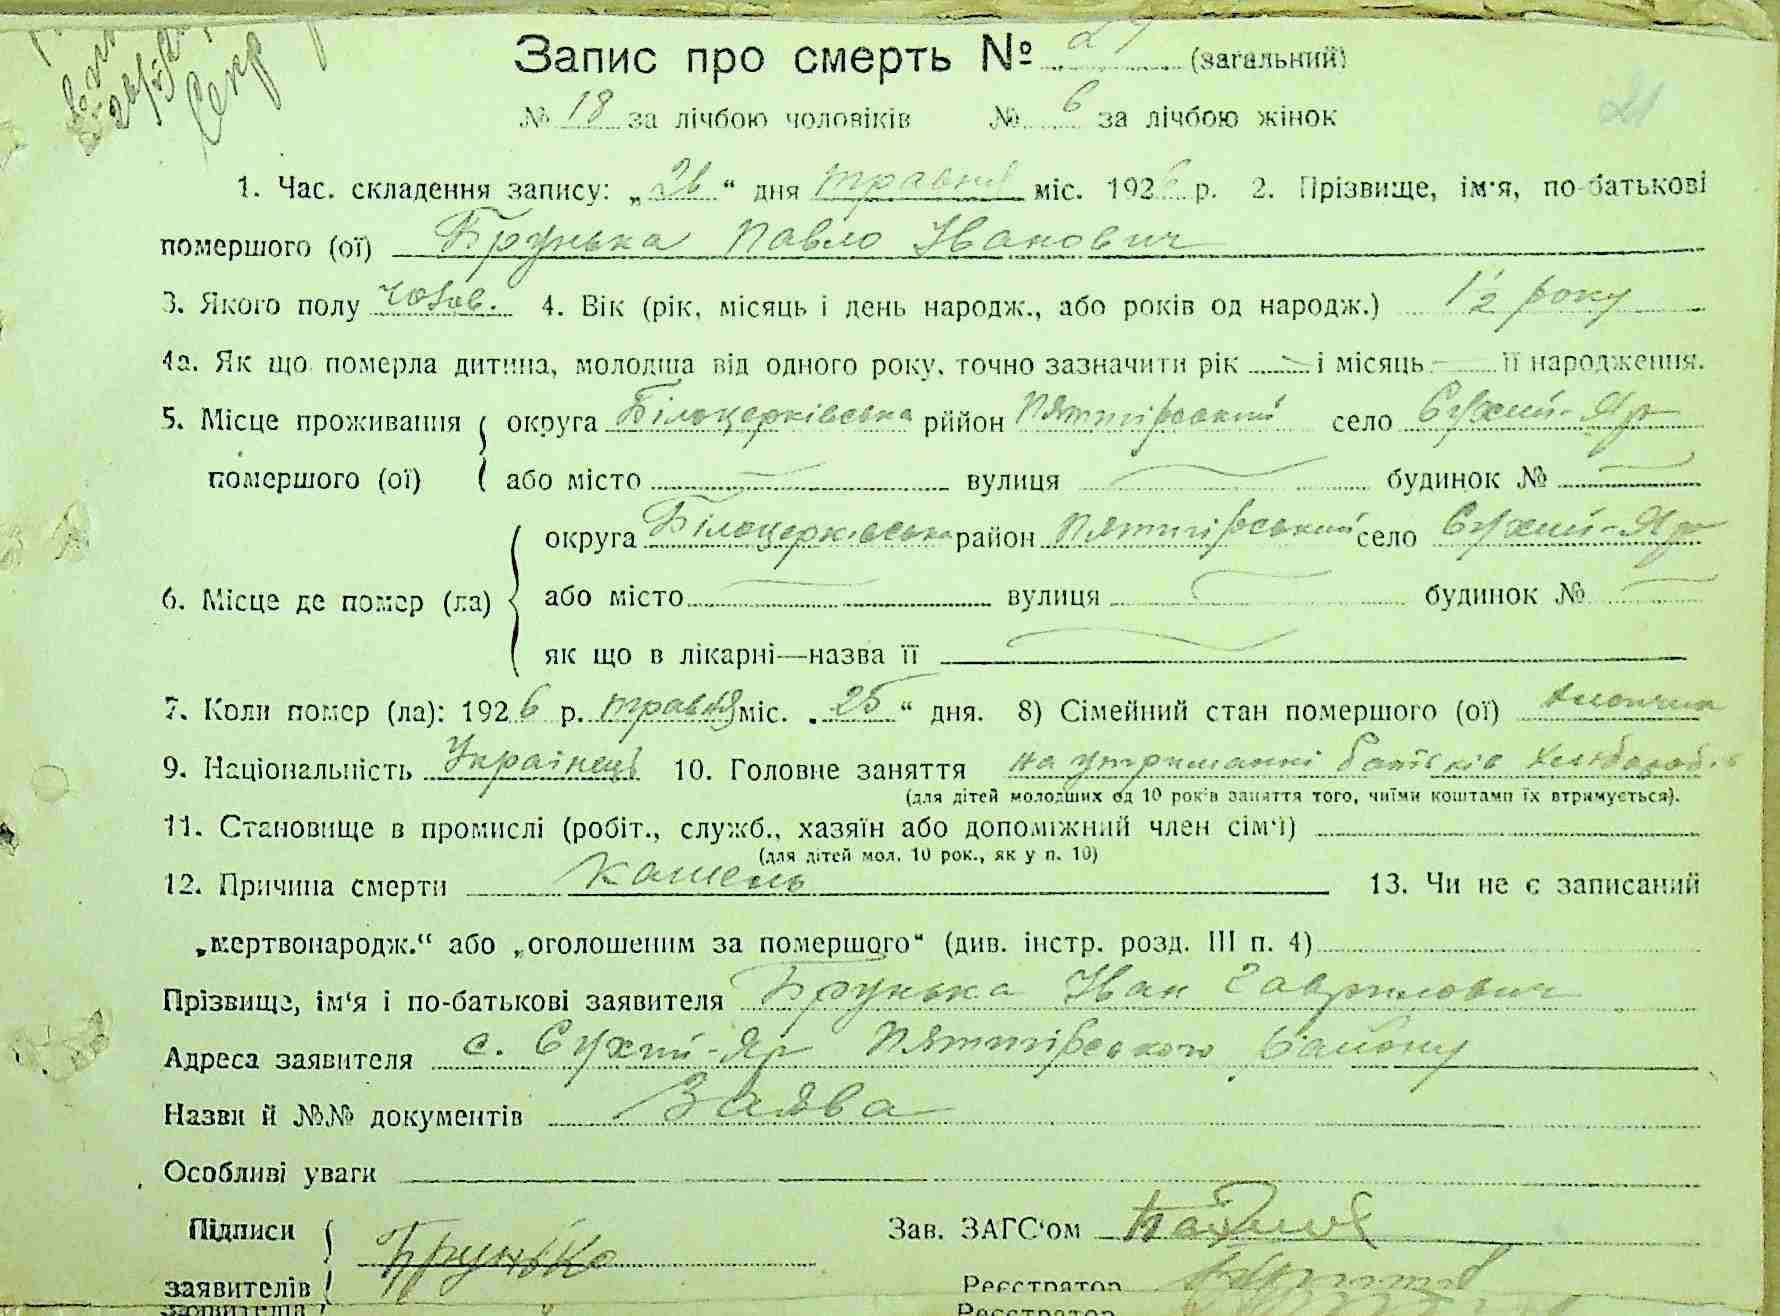 Запис про смерть № (загальний)
№ 18 за лічбою чоловіків № 6 за лічбою жінок
21
1. Час. складення запису: „26“ дня травня міс. 1926 р. 2. Прізвище, ім'я, по-батькові
помершого (ої) Брунька Павло Іванович
3. Якого полу чолов. 4. Вік (рік, місяць і день народж., або років од народж.) 1½ року
4а. Як що померла дитина, молодша від одного року, точно зазначити рік — і місяць — її народження.
5. Місце проживання округа Білоцерківська рййон Пятигірський село Сухий-Яр
помершого (ої) або місто — вулиця — будинок № —
округа Білоцерківська район Пятигірський село Сухий-Яр
6. Місце де помер (ла) або місто — вулиця — будинок № —
як що в лікарні—назва її —
7. Коли помер (ла): 1926 р. травня міс. „25“ дня. 8) Сімейний стан помершого (ої)
9. Національність Українець 10. Головне заняття на утриманні батьків хліборобів
(для дітей молодших од 10 років заняття того, чиїми коштами їх втримується).
11. Становище в промислі (робіт., служб., хазяїн або допоміжний член сім'ї)
(для дітей мол. 10 рок., як у п. 10)
12. Причина смерти кашель 13. Чи не є записаний
„мертвонародж.“ або „оголошеним за помершого“ (див. інстр. розд. III п. 4)
Прізвище, ім'я і по-батькові заявителя Брунька Іван Гаврилович
Адреса заявителя с. Сухий-Яр Пятигірського району
Назви й №№ документів Заява
Особливі уваги
Підписи Зав. ЗАГС'ом
Брунько
заявителів Реєстратор
заявителів Реєстратор